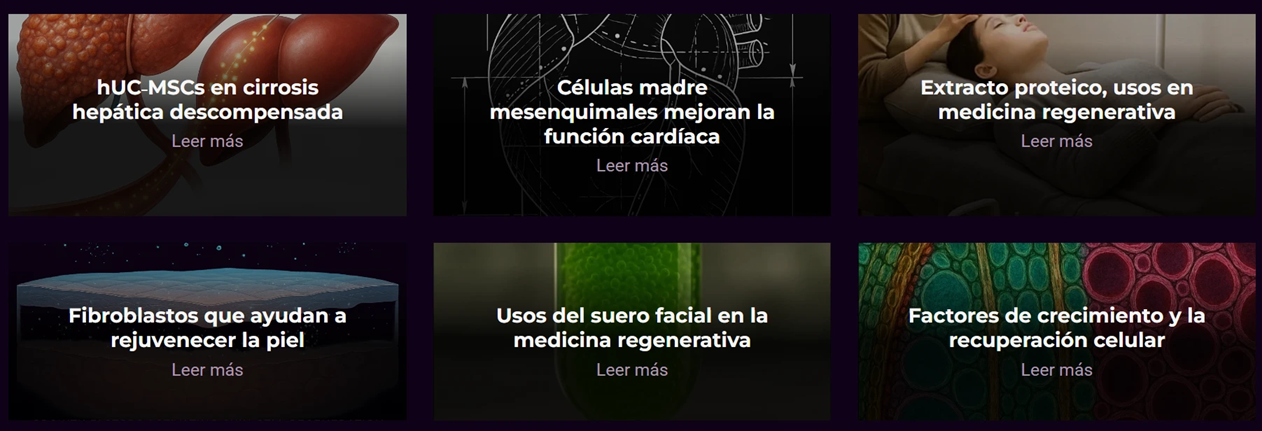 hUC-MSCs en cirrosis
hepática descompensada
Leer más
Células madre
mesenquimales mejoran la
función cardíaca
Leer más
Extracto proteico, usos en
medicina regenerativa
Leer más
Fibroblastos que ayudan a
rejuvenecer la piel
Leer más
Usos del suero facial en la
medicina regenerativa
Leer más
Factores de crecimiento y la
recuperación celular
Leer más